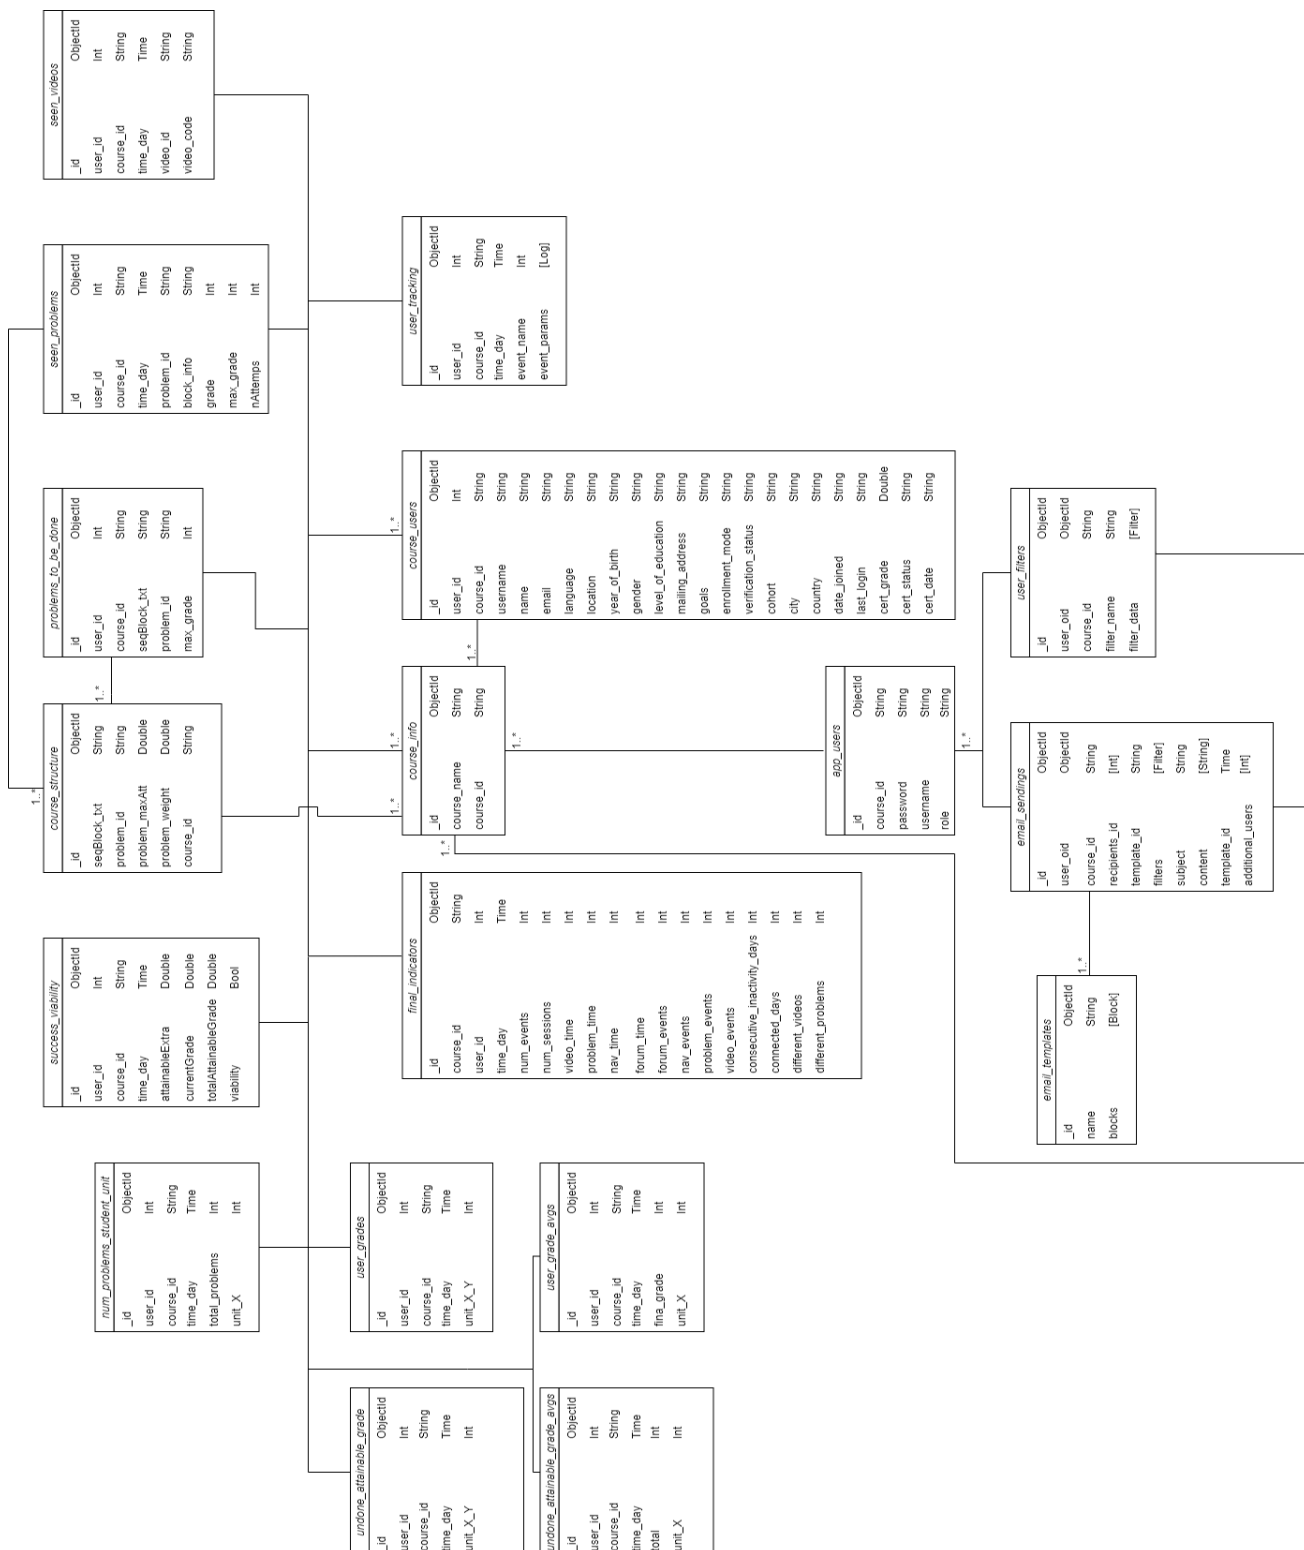 num_problems_student_unit
_id ObjectId
user_id Int
course_id String
time_day Time
total_problems Int
unit_X Int
success_viability
_id ObjectId
user_id Int
course_id String
time_day Time
attainableExtra Double
currentGrade Double
totalAttainableGrade Double
viability Bool
1..*
course_structure
_id ObjectId
seqBlock_txt String
problem_id String
problem_maxAtt Double
problem_weight Double
course_id String
1..*
problems_to_be_done
_id ObjectId
user_id Int
course_id String
seqBlock_txt String
problem_id String
max_grade Int
seen_problems
_id ObjectId
user_id Int
course_id String
time_day Time
problem_id String
block_info String
grade Int
max_grade Int
nAttemps Int
seen_videos
_id ObjectId
user_id Int
course_id String
time_day Time
video_id String
video_code String
undone_attainable_grade
_id ObjectId
user_id Int
course_id String
time_day Time
unit_X_Y Int
user_grades
_id ObjectId
user_id Int
course_id String
time_day Time
unit_X_Y Int
final_indicators
_id ObjectId
course_id String
user_id Int
time_day Time
num_events Int
num_sessions Int
video_time Int
problem_time Int
nav_time Int
forum_time Int
forum_events Int
nav_events Int
problem_events Int
video_events Int
consecutive_inactivity_days Int
connected_days Int
different_videos Int
different_problems Int
1..*
1..*
course_info
_id ObjectId
course_name String
course_id String
1..*
1..*
1..*
1..*
course_users
_id ObjectId
user_id Int
course_id String
username String
name String
email String
language String
location String
year_of_birth String
gender String
level_of_education String
mailing_address String
goals String
enrollment_mode String
verification_status String
cohort String
city String
country String
date_joined String
last_login String
cert_grade Double
cert_status String
cert_date String
user_tracking
_id ObjectId
user_id Int
course_id String
time_day Time
event_name Int
event_params [Log]
undone_attainable_grade_avgs
_id ObjectId
user_id Int
course_id String
time_day Time
total Int
unit_X Int
user_grade_avgs
_id ObjectId
user_id Int
course_id String
time_day Time
fina_grade Int
unit_X Int
app_users
_id ObjectId
course_id String
password String
username String
role String
1..*
email_templates
_id ObjectId
name String
blocks [Block]
1..*
email_sendings
_id ObjectId
user_oid ObjectId
course_id String
recipients_id [Int]
template_id String
filters [Filter]
subject String
content [String]
template_id Time
additional_users [Int]
user_filters
_id ObjectId
user_oid ObjectId
course_id String
filter_name String
filter_data [Filter]